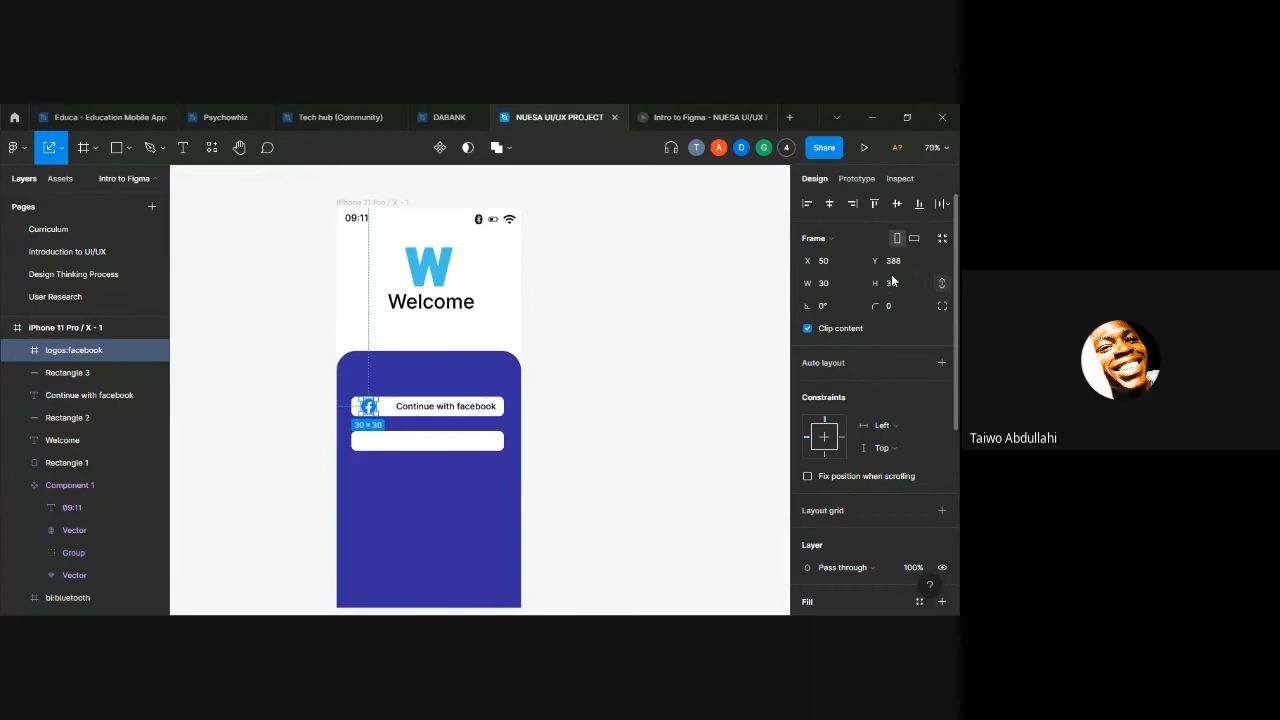 Educa - Education Mobile App
Psychowhiz
Tech hub (Community)
DABANK
NUESA UI/UX PROJECT
Intro to Figma - NUESA UI/UX
T
A
D
G
4
Share
A?
70%
Layers
Assets
Intro to Figma
Pages
Curriculum
Introduction to UI/UX
Design Thinking Process
User Research
iPhone 11 Pro / X - 1
logos:facebook
Rectangle 3
Continue with facebook
Rectangle 2
Welcome
Rectangle 1
Component 1
09:11
Vector
Group
Vector
bi:bluetooth
iPhone 11 Pro / X - 1
09:11
W
Welcome
Continue with facebook
30 × 30
Design
Prototype
Inspect
Frame
X 50
Y 388
W 30
H
0°
0
Clip content
Auto layout
Constraints
Left
Top
Fix position when scrolling
Layout grid
Layer
Pass through
100%
?
Fill
Taiwo Abdullahi